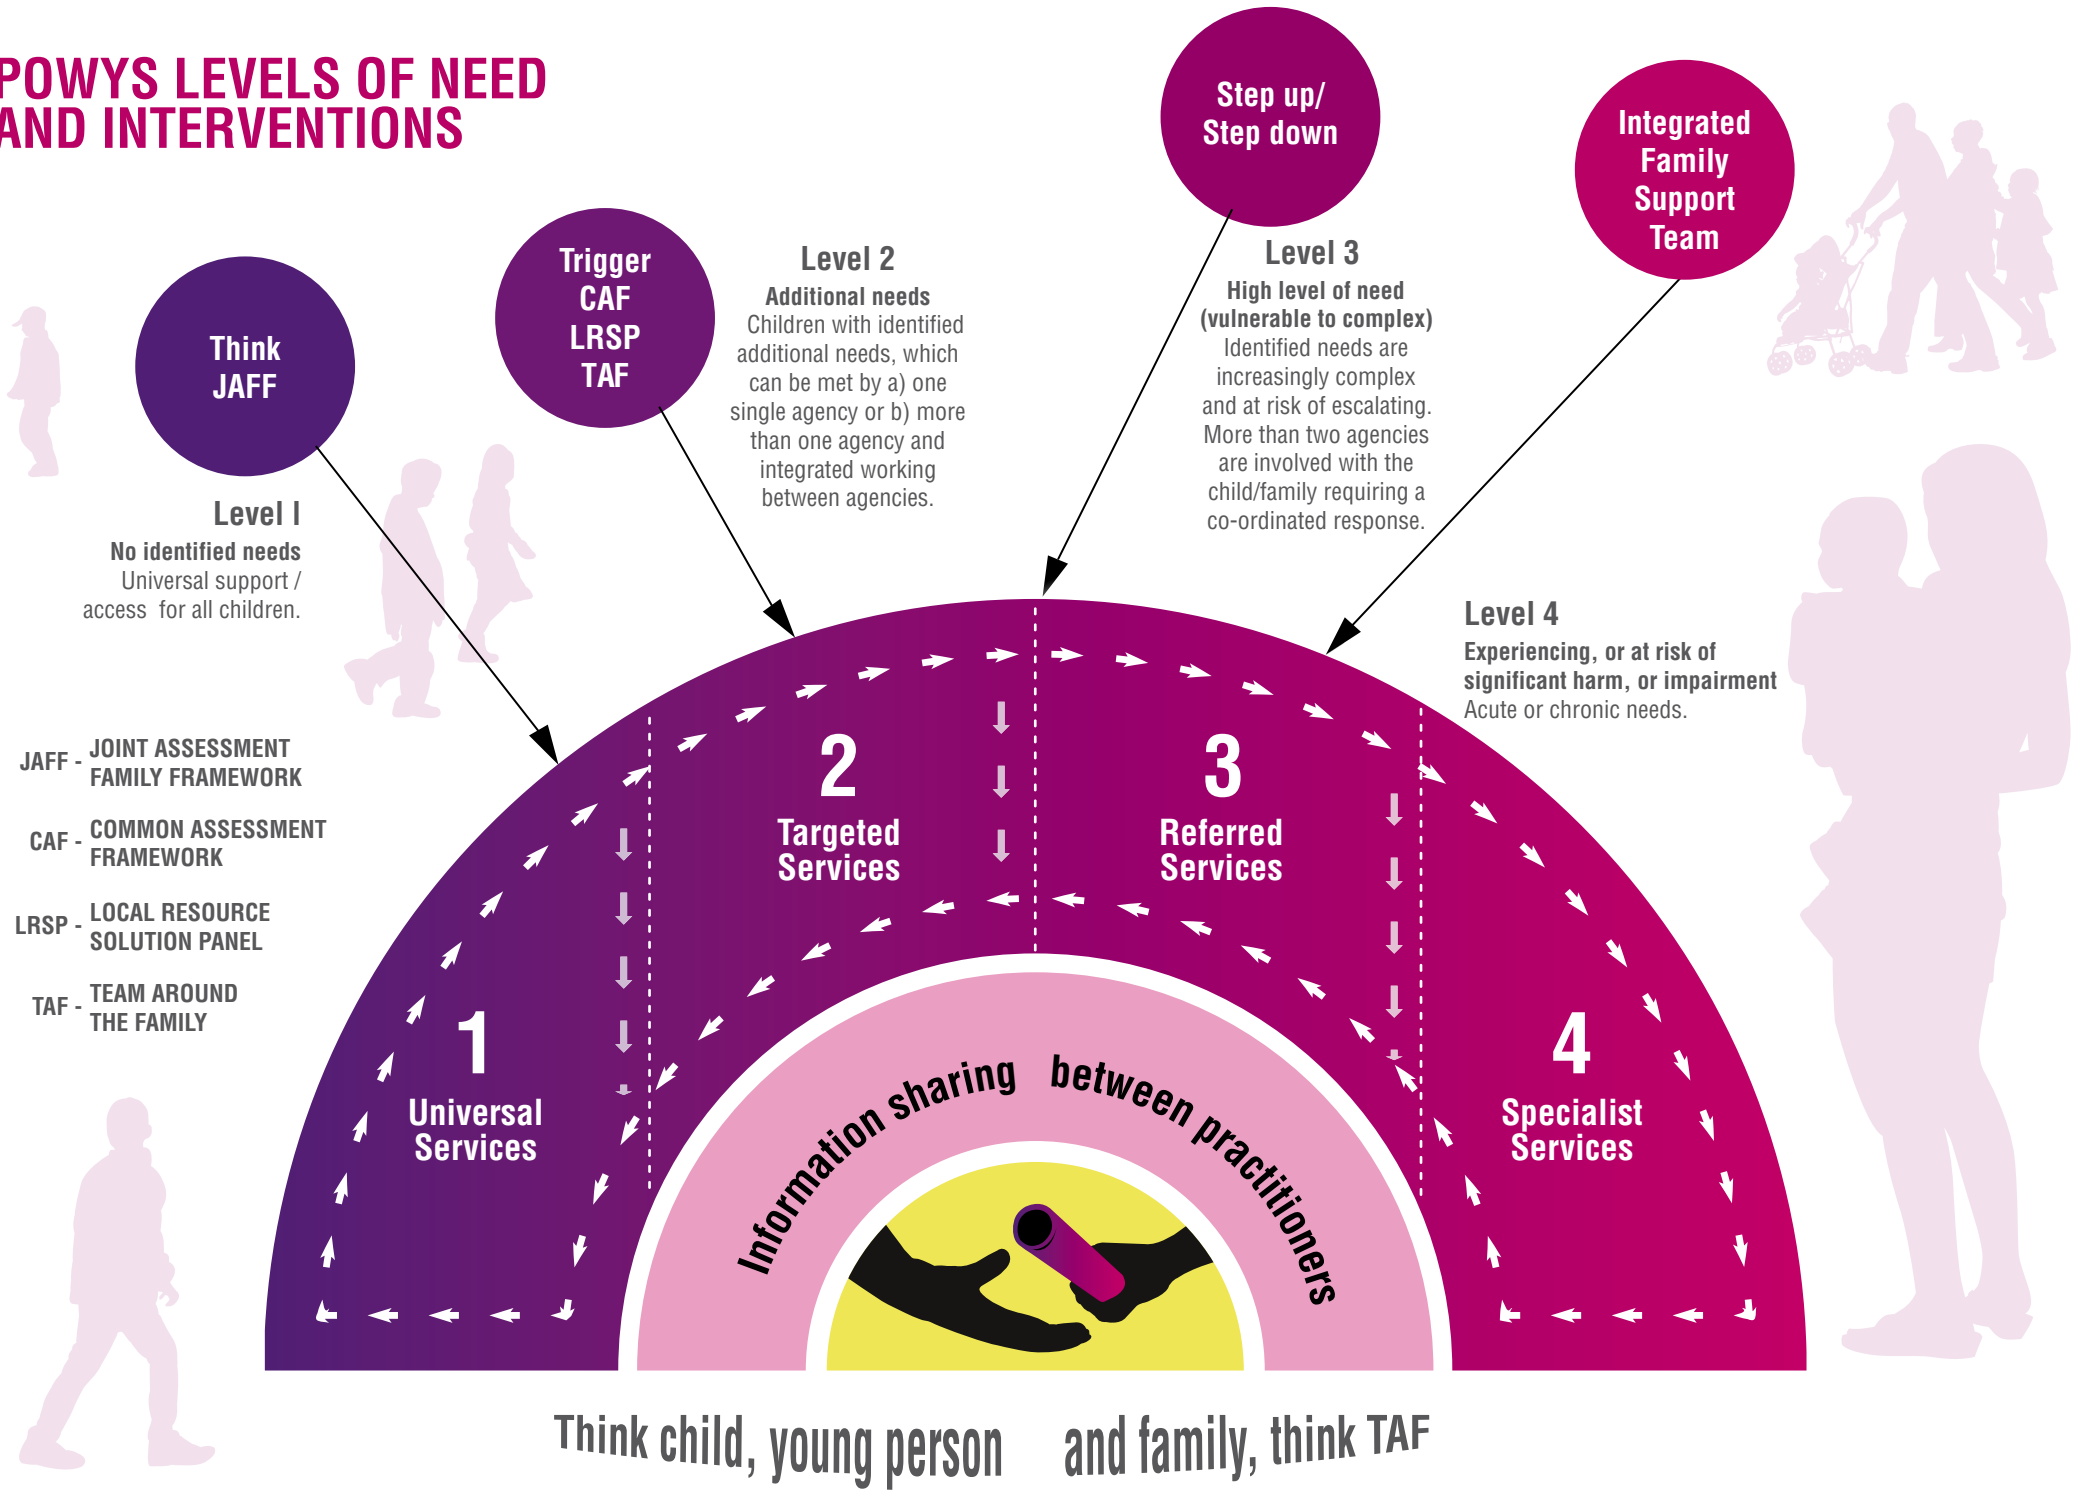 POWYS LEVELS OF NEED
AND INTERVENTIONS
Think
JAFF
Level I
No identified needs
Universal support /
access for all children.
Trigger
CAF
LRSP
TAF
Level 2
Additional needs
Children with identified
additional needs, which
can be met by a) one
single agency or b) more
than one agency and
integrated working
between agencies.
Step up/
Step down
Level 3
High level of need
(vulnerable to complex)
Identified needs are
increasingly complex
and at risk of escalating.
More than two agencies
are involved with the
child/family requiring a
co-ordinated response.
Integrated
Family
Support
Team
Level 4
Experiencing, or at risk of
significant harm, or impairment
Acute or chronic needs.
JAFF - JOINT ASSESSMENT
FAMILY FRAMEWORK
CAF - COMMON ASSESSMENT
FRAMEWORK
LRSP - LOCAL RESOURCE
SOLUTION PANEL
TAF - TEAM AROUND
THE FAMILY
1
Universal
Services
2
Targeted
Services
3
Referred
Services
4
Specialist
Services
Information sharing between practitioners
Think child, young person and family, think TAF